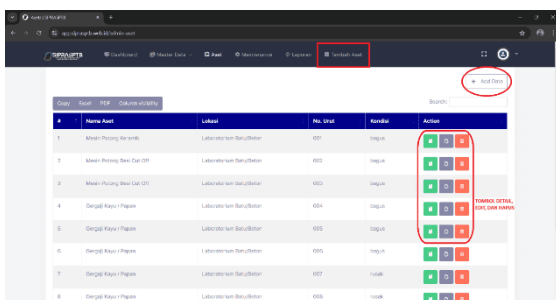 Aset | SIPRASPTB
SIPRASPTB
Dashboard Master Data Aset Maintenance Laporan Tambah Aset
+ Add Data
Copy Excel PDF Column visibility
Search:
# Nama Aset Lokasi No. Urut Kondisi Action
1 Mesin Potong Keramik Laboratorium Batu/Beton 001 bagus
2 Mesin Potong Besi Cut Off Laboratorium Batu/Beton 002 bagus
3 Mesin Potong Besi Cut Off Laboratorium Batu/Beton 003 bagus
4 Gergaji Kayu / Papan Laboratorium Batu/Beton 004 bagus
TOMBOL DETAIL,
EDIT, DAN HAPUS
5 Gergaji Kayu / Papan Laboratorium Batu/Beton 005 bagus
6 Gergaji Kayu / Papan Laboratorium Batu/Beton 006 bagus
7 Gergaji Kayu / Papan Laboratorium Batu/Beton 007 rusak
8 Gergaji Kayu / Papan Laboratorium Batu/Beton 008 rusak